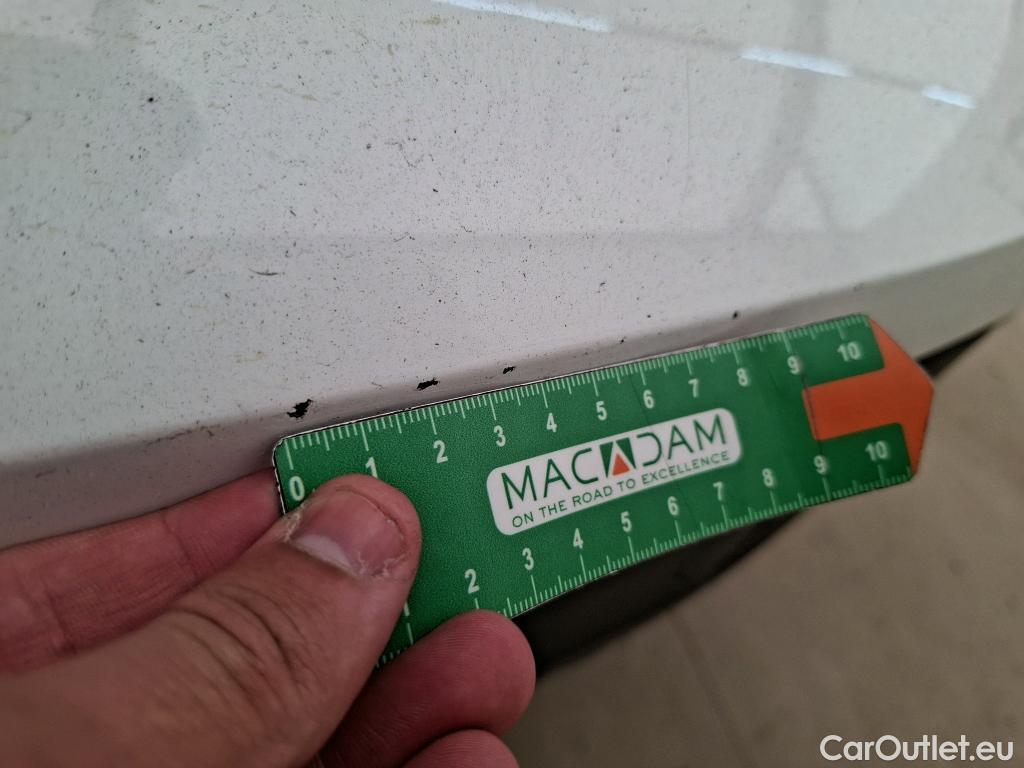 0 1 2 3 4 5 6 7 8 9 10
MACADAM
ON THE ROAD TO EXCELLENCE
2 3 4 5 6 7 8 9 10
CarOutlet.eu